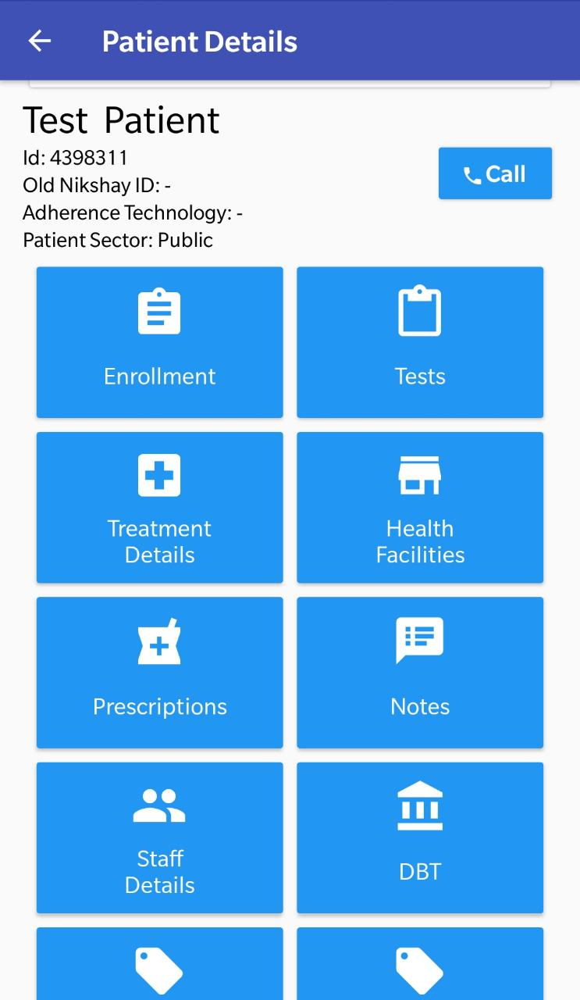 Patient Details
Test Patient
Id: 4398311
Old Nikshay ID: -
Adherence Technology: -
Patient Sector: Public
Call
Enrollment
Tests
Treatment
Details
Health
Facilities
Prescriptions
Notes
Staff
Details
DBT